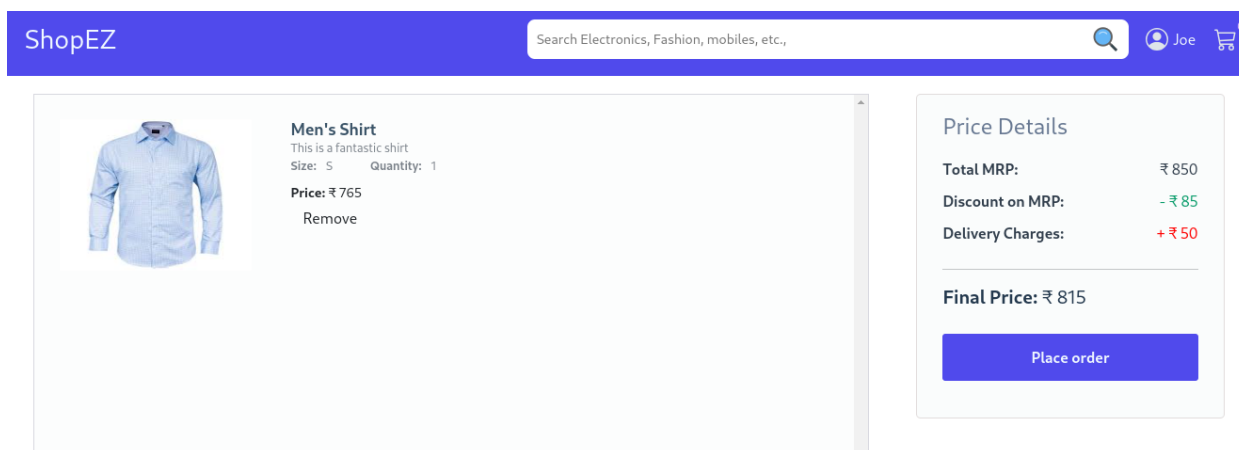 ShopEZ
Search Electronics, Fashion, mobiles, etc.,
Joe
Men's Shirt
This is a fantastic shirt
Size: S Quantity: 1
Price: ₹ 765
Remove
Price Details
Total MRP: ₹ 850
Discount on MRP: - ₹ 85
Delivery Charges: + ₹ 50
Final Price: ₹ 815
Place order